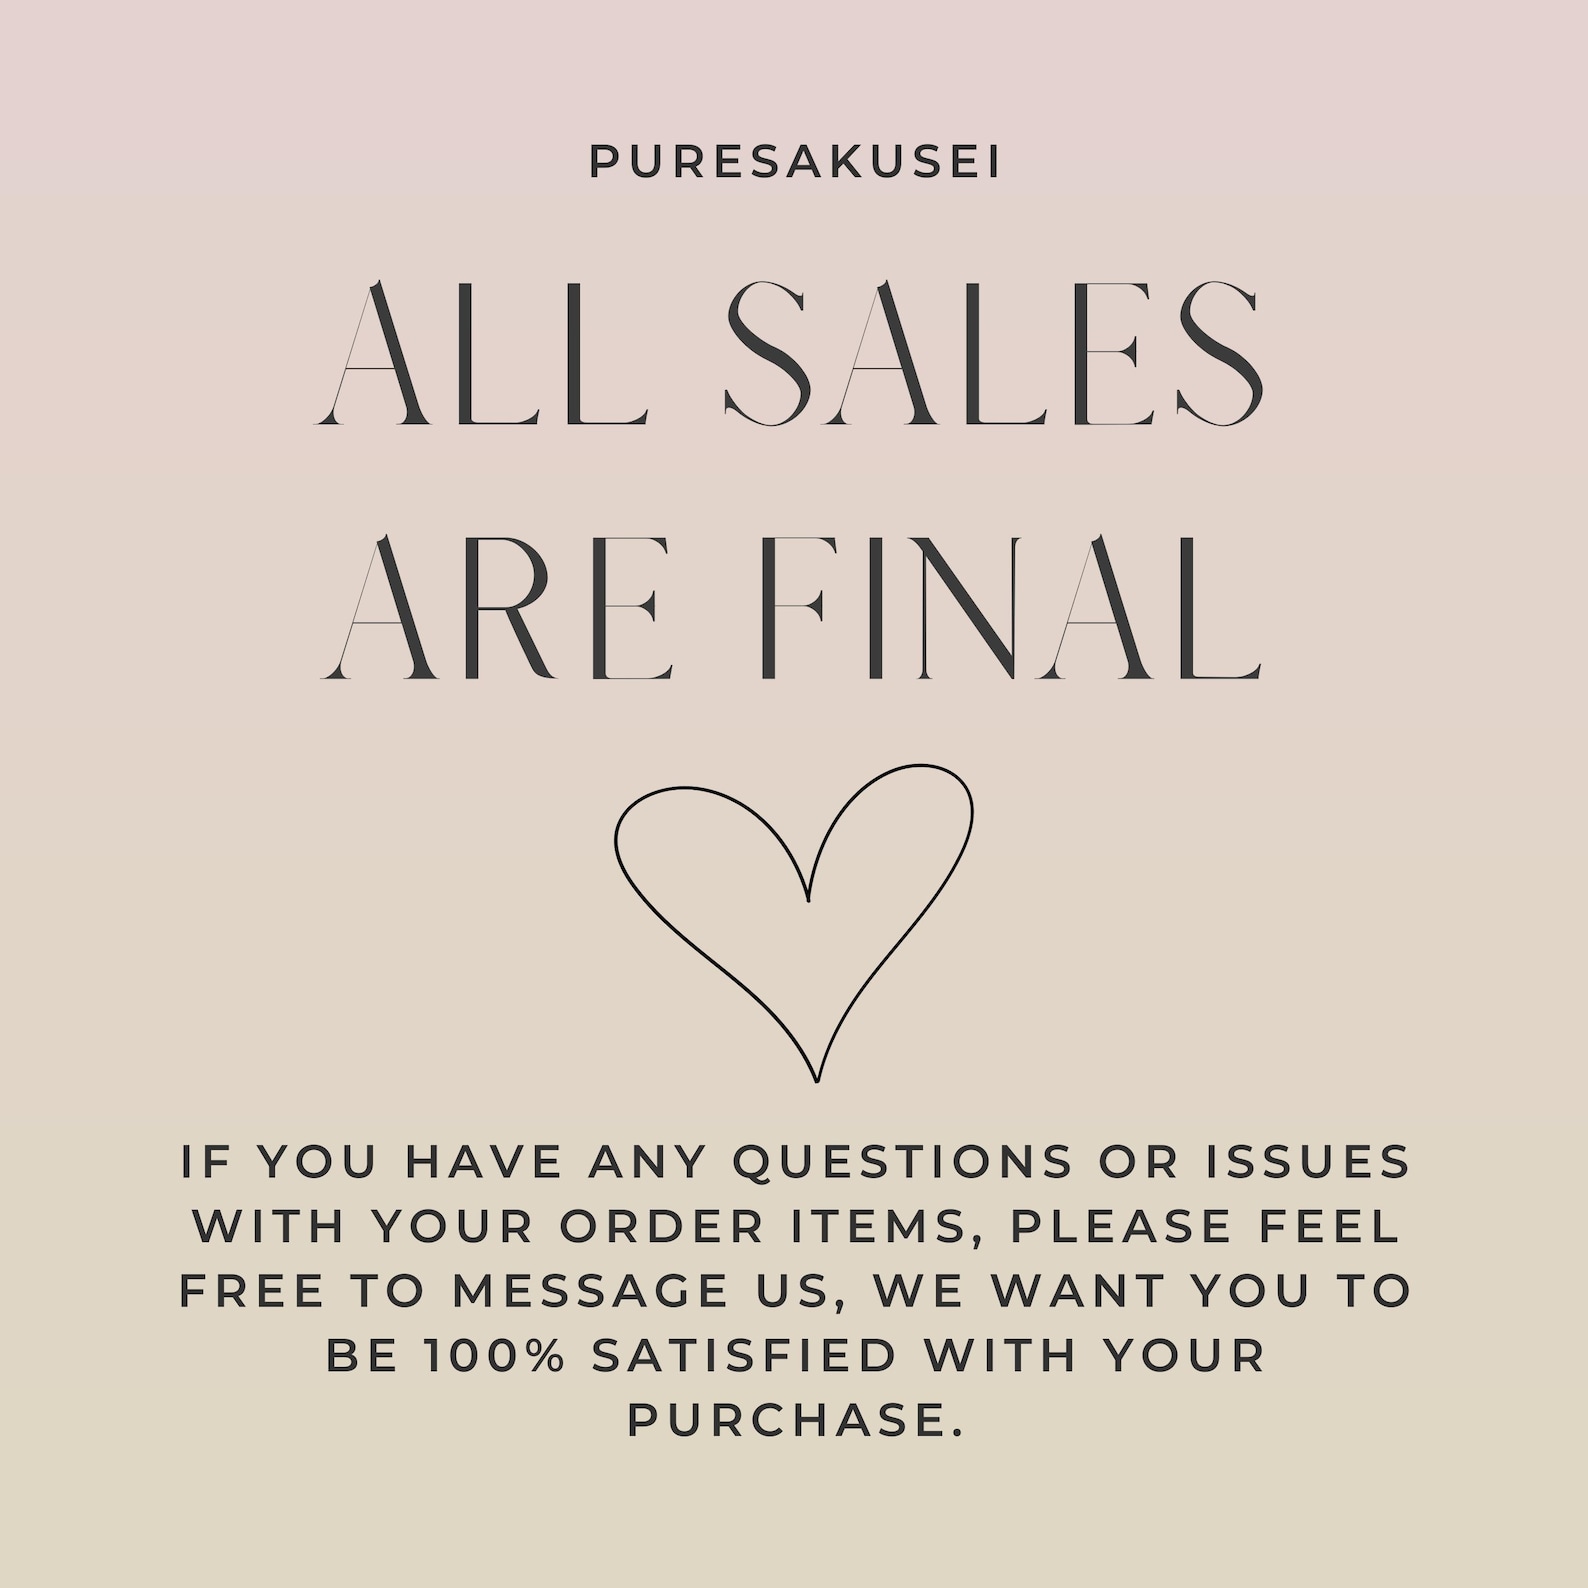 PURESAKUSEI
ALL SALES
ARE FINAL
IF YOU HAVE ANY QUESTIONS OR ISSUES
WITH YOUR ORDER ITEMS, PLEASE FEEL
FREE TO MESSAGE US, WE WANT YOU TO
BE 100% SATISFIED WITH YOUR
PURCHASE.